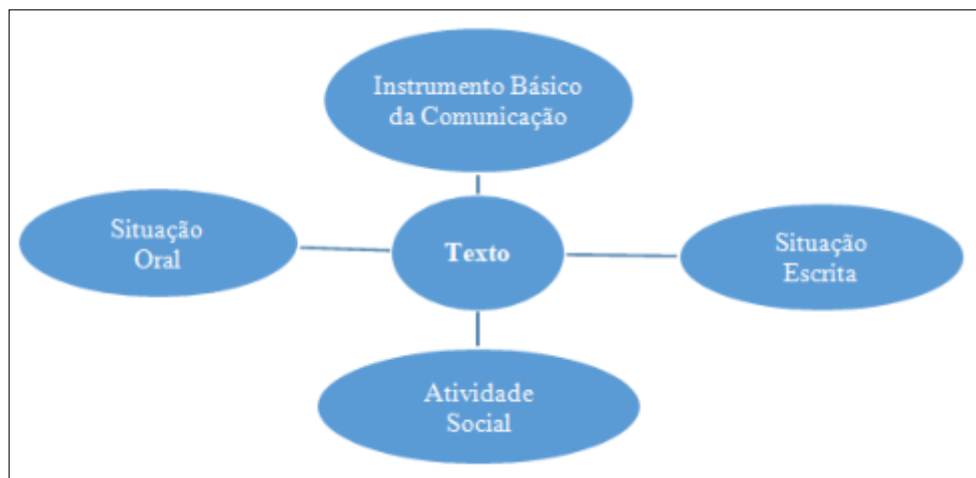 Instrumento Básico
da Comunicação
Situação
Oral
Texto
Situação
Escrita
Atividade
Social